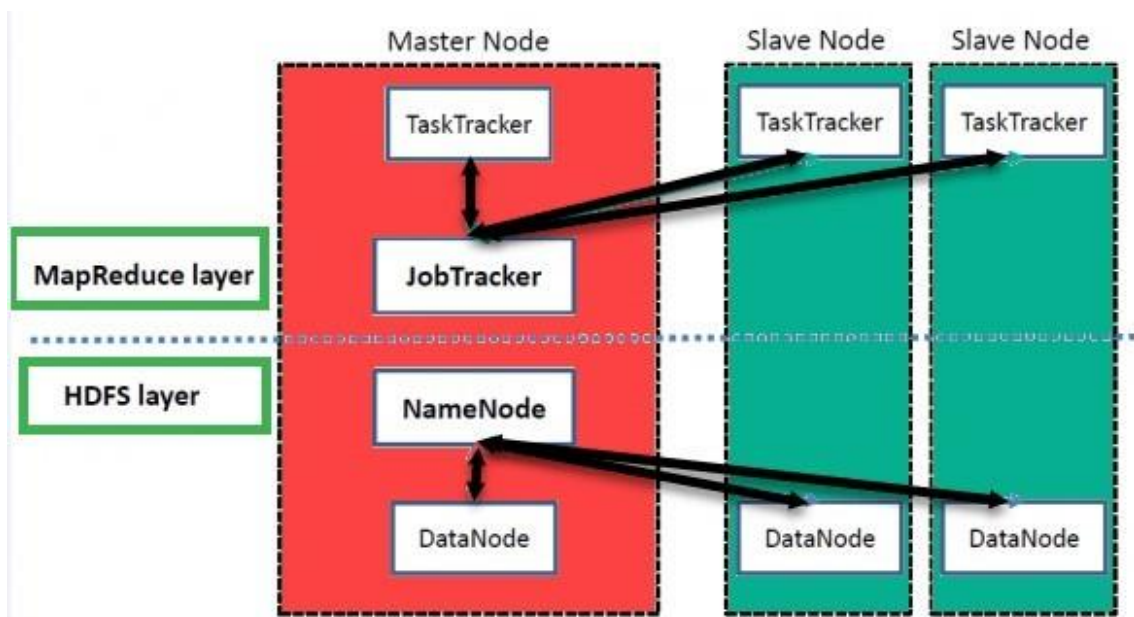 Master Node
Slave Node
Slave Node
TaskTracker
TaskTracker
TaskTracker
MapReduce layer
JobTracker
HDFS layer
NameNode
DataNode
DataNode
DataNode